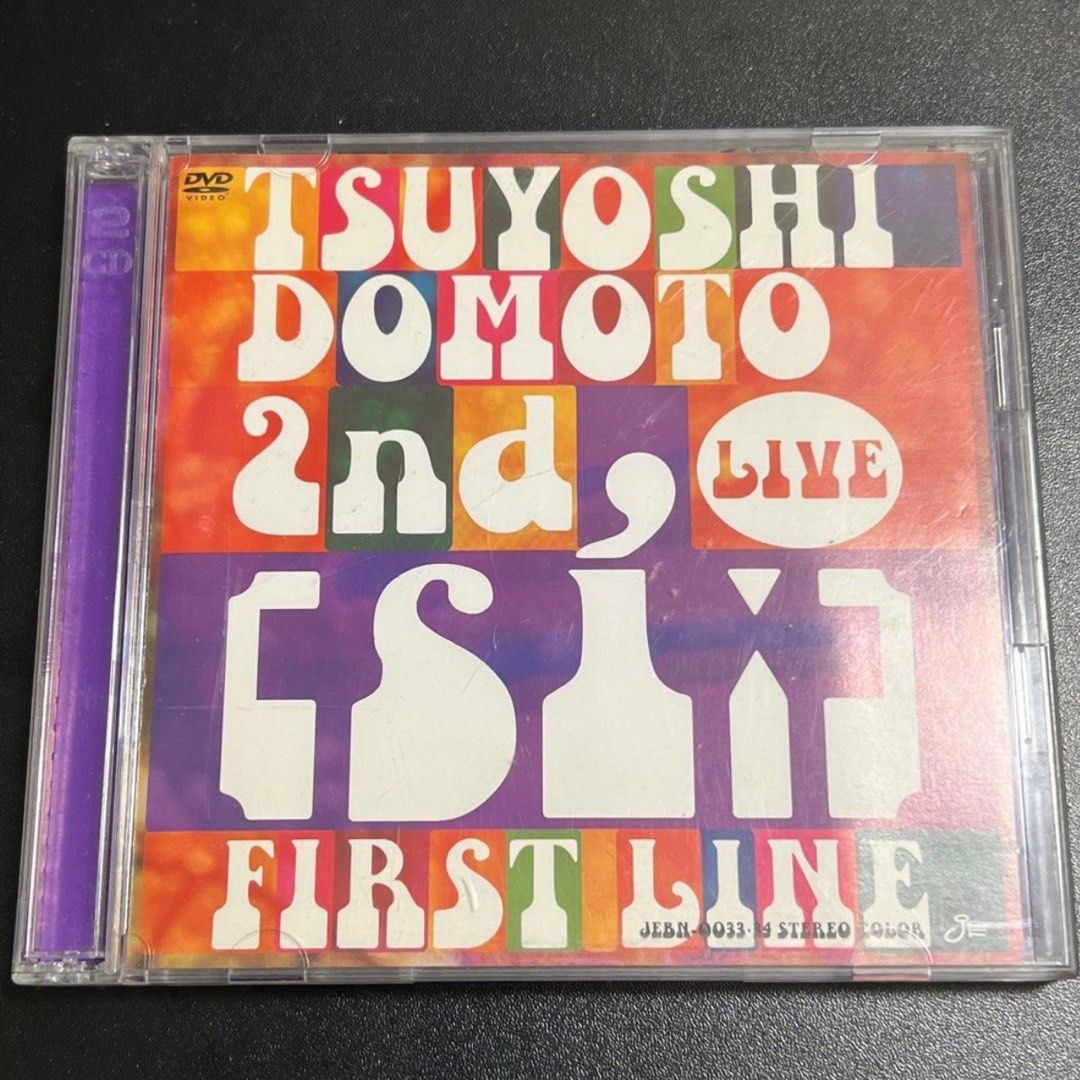 DVD
VIDEO
TSUYOSHI
DOMOTO
2nd, LIVE
[si:]
FIRST LINE
JEBN-0033·34 STEREO COLOR